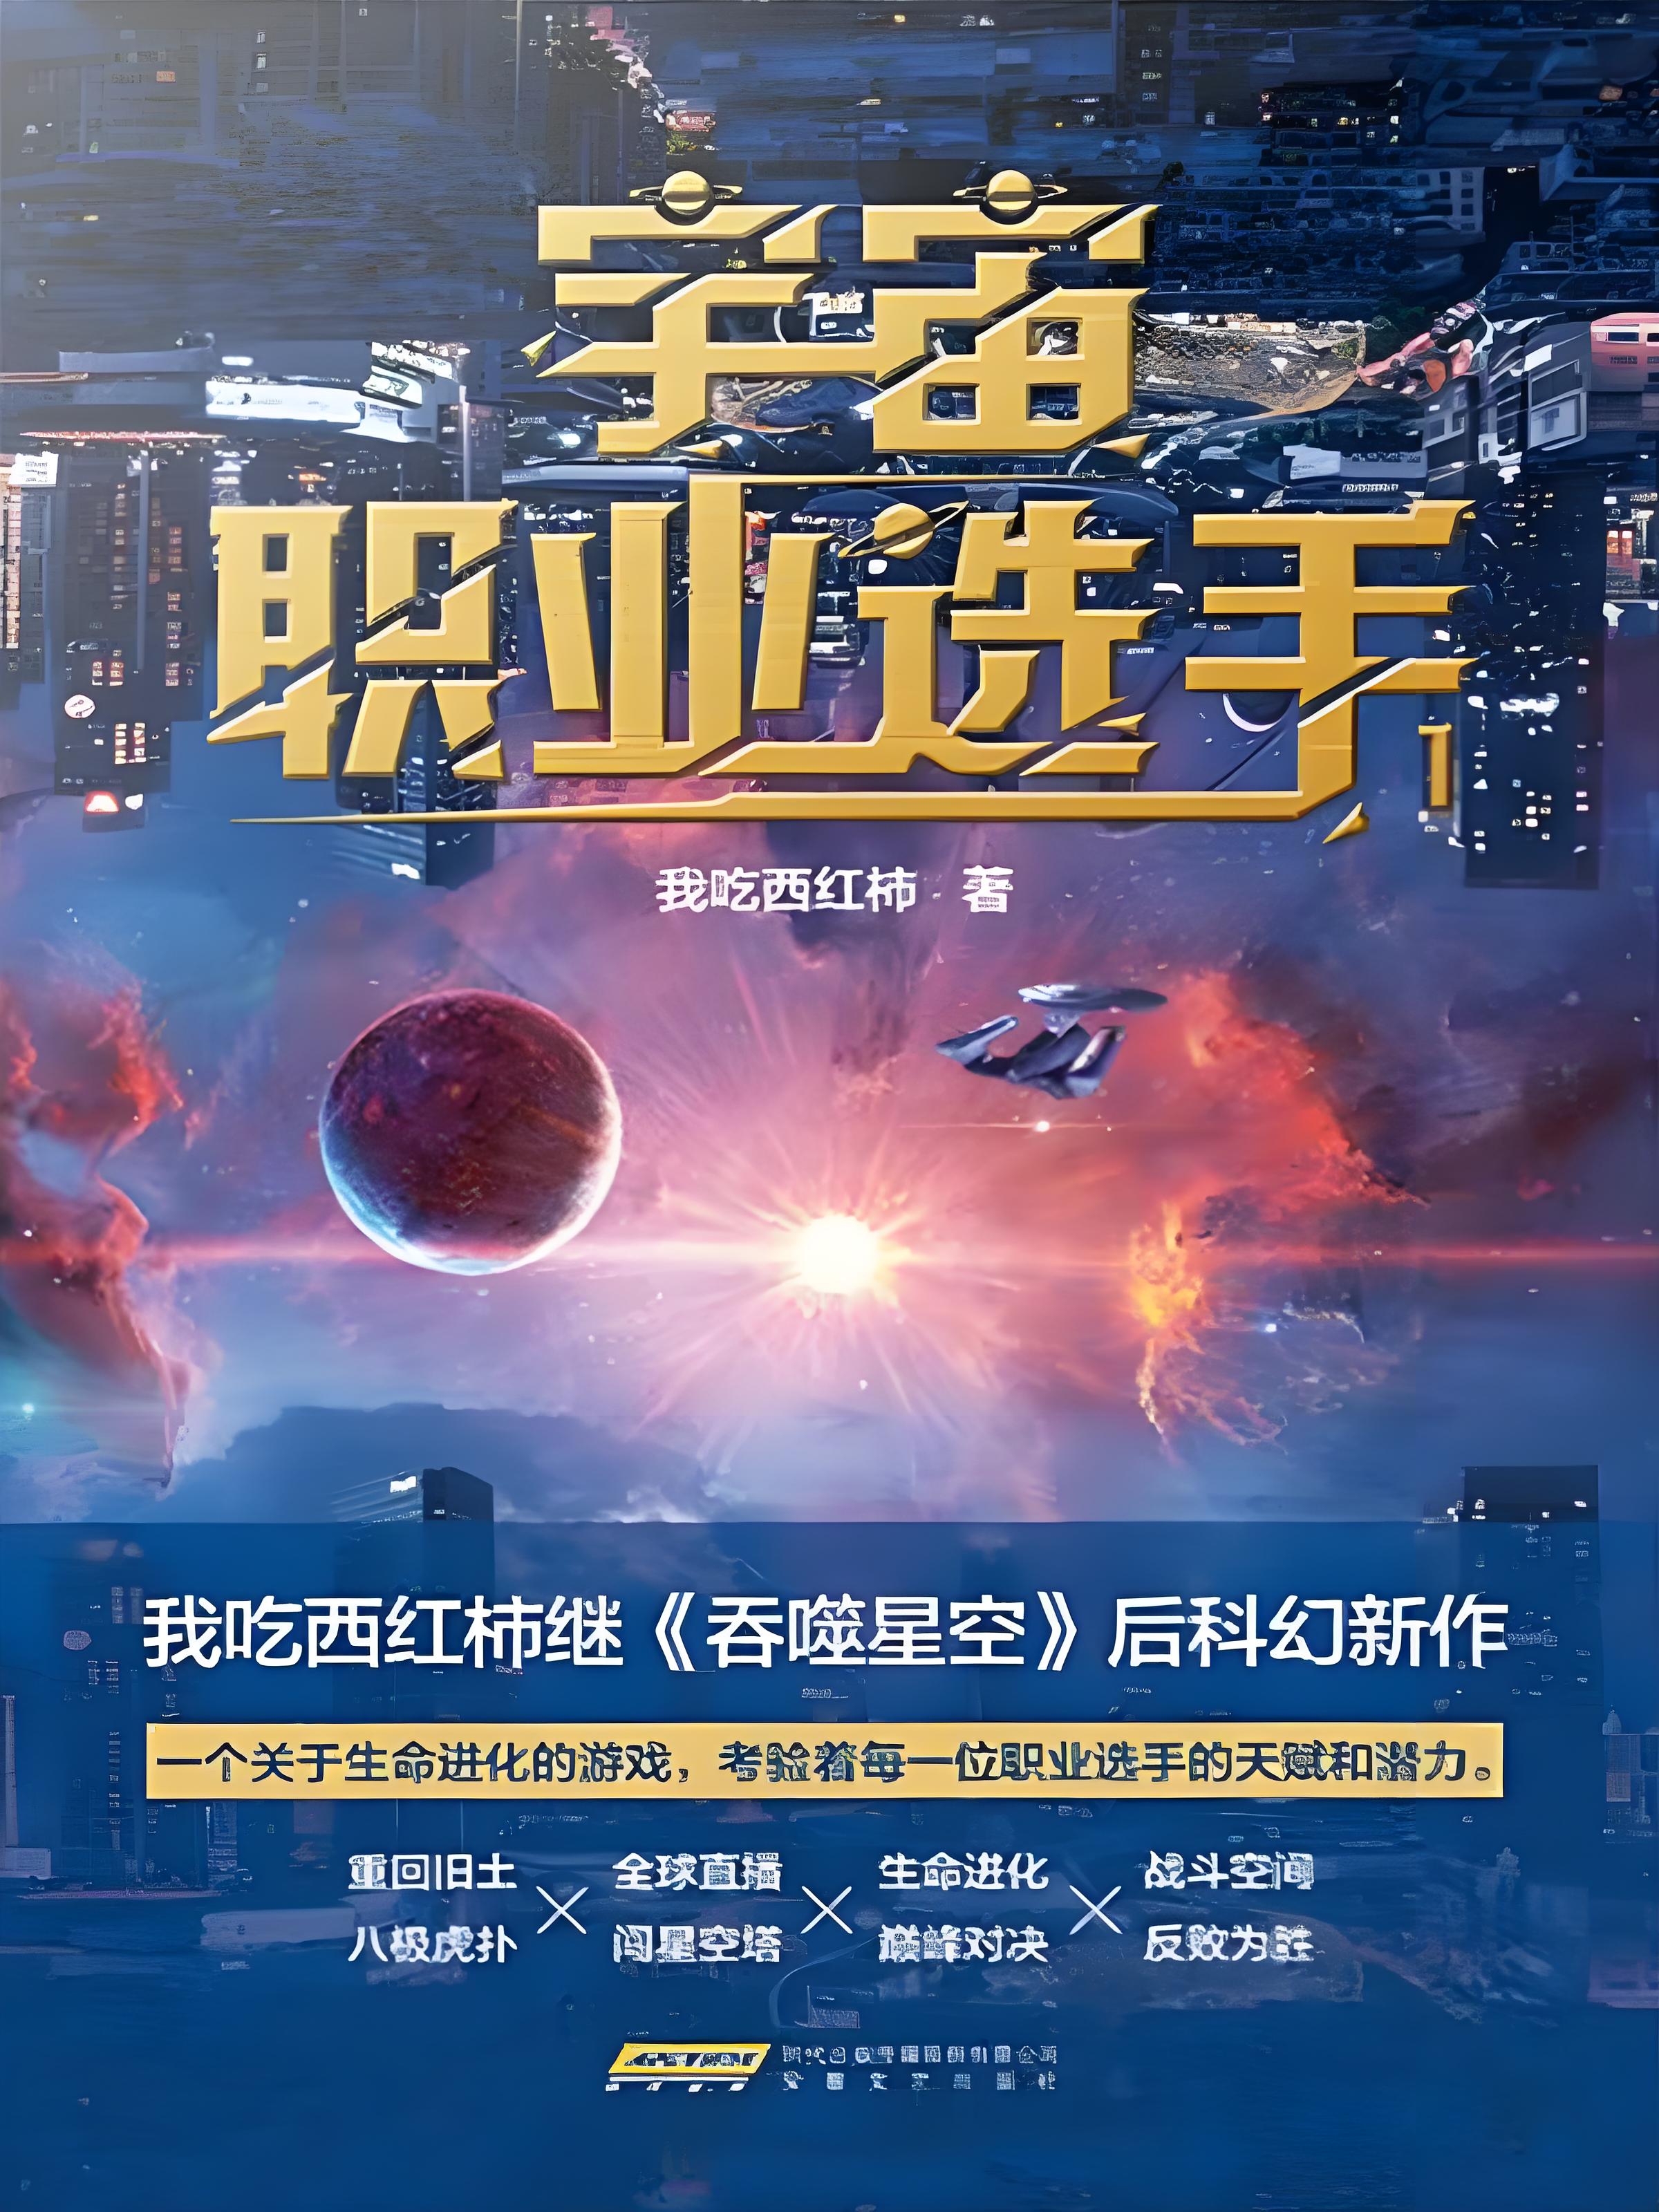 宇宙
职业选手
1
我吃西红柿 著
我吃西红柿继《吞噬星空》后科幻新作
一个关于生命进化的游戏，考验着每一位职业选手的天赋和潜力。
重回旧土 × 全球直播 × 生命进化 × 战斗空间
八极虎扑 闯星空塔 巅峰对决 反败为胜